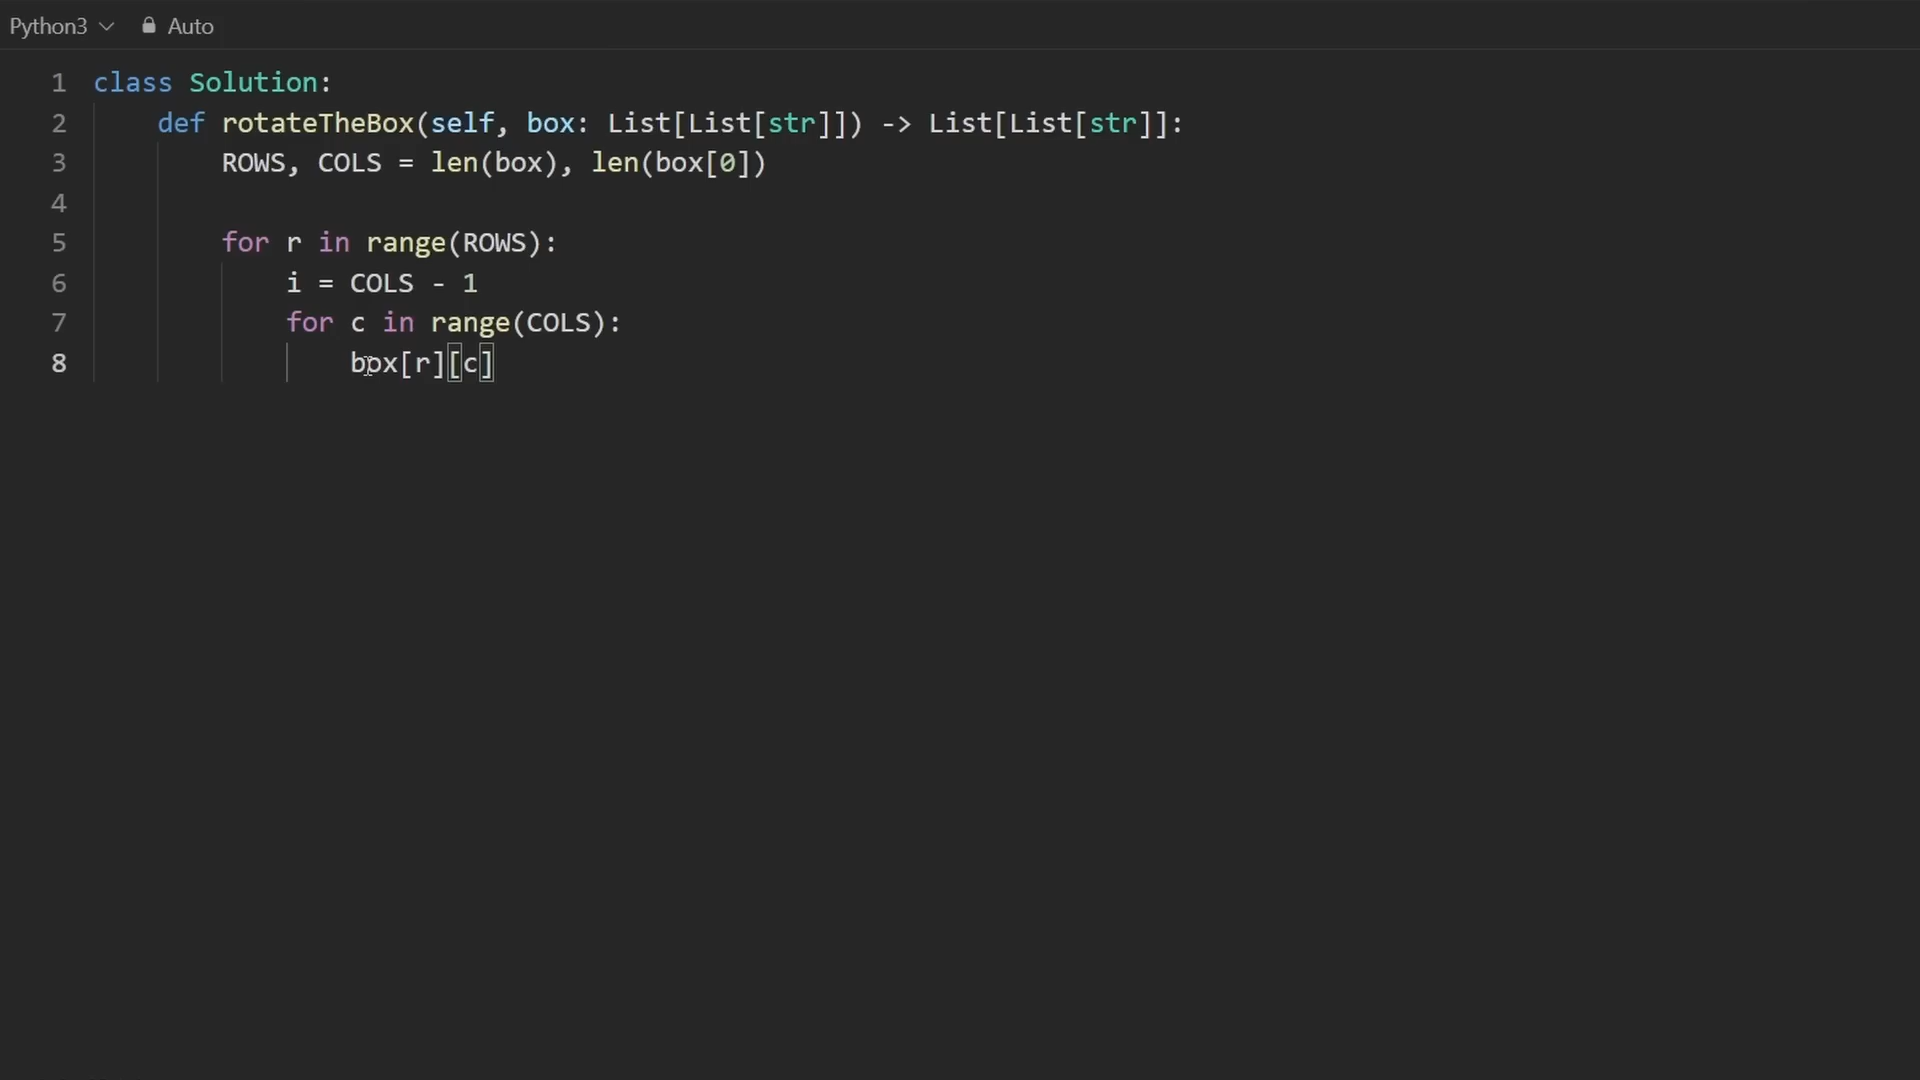 Python3 Auto
1 class Solution:
2 def rotateTheBox(self, box: List[List[str]]) -> List[List[str]]:
3 ROWS, COLS = len(box), len(box[0])
4
5 for r in range(ROWS):
6 i = COLS - 1
7 for c in range(COLS):
8 box[r][c]